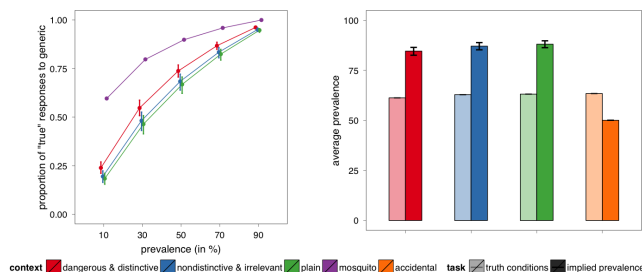 proportion of "true" responses to generic
1.00
0.75
0.50
0.25
0.00
10 30 50 70 90
prevalence (in %)
average prevalence
100
75
50
25
0
context dangerous & distinctive nondistinctive & irrelevant plain mosquito accidental task truth conditions implied prevalence